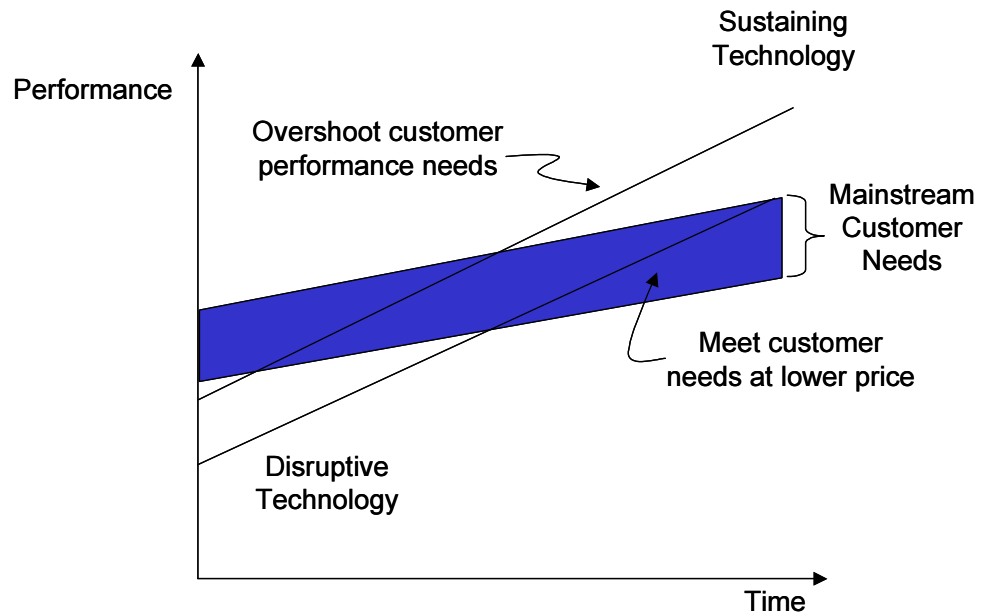 Sustaining
Technology
Performance
Overshoot customer
performance needs
Mainstream
Customer
Needs
Meet customer
needs at lower price
Disruptive
Technology
Time